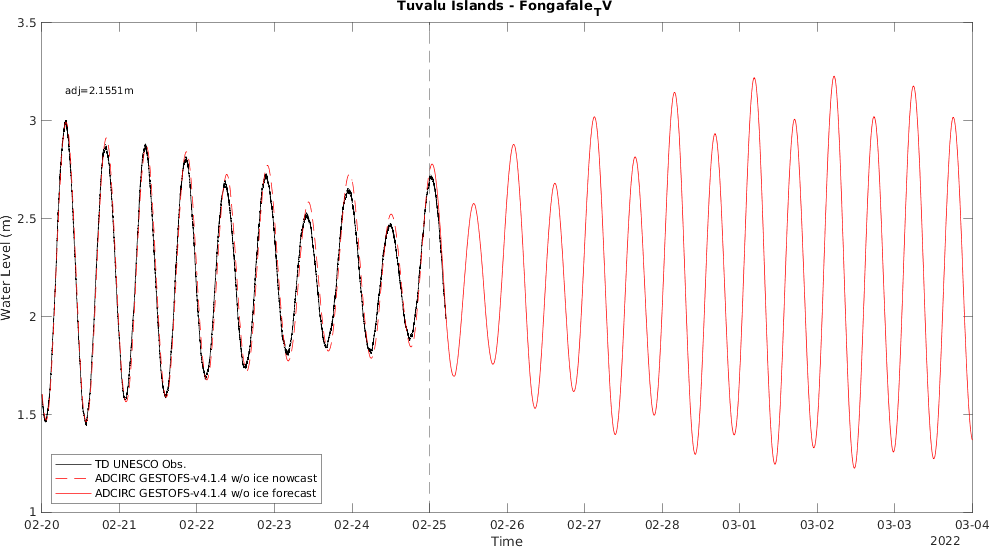 Tuvalu Islands - Fongafale_TV
adj=2.1551m
3.5
3
2.5
2
1.5
1
Water Level (m)
TD UNESCO Obs.
ADCIRC GESTOFS-v4.1.4 w/o ice nowcast
ADCIRC GESTOFS-v4.1.4 w/o ice forecast
02-20 02-21 02-22 02-23 02-24 02-25 02-26 02-27 02-28 03-01 03-02 03-03 03-04
Time
2022